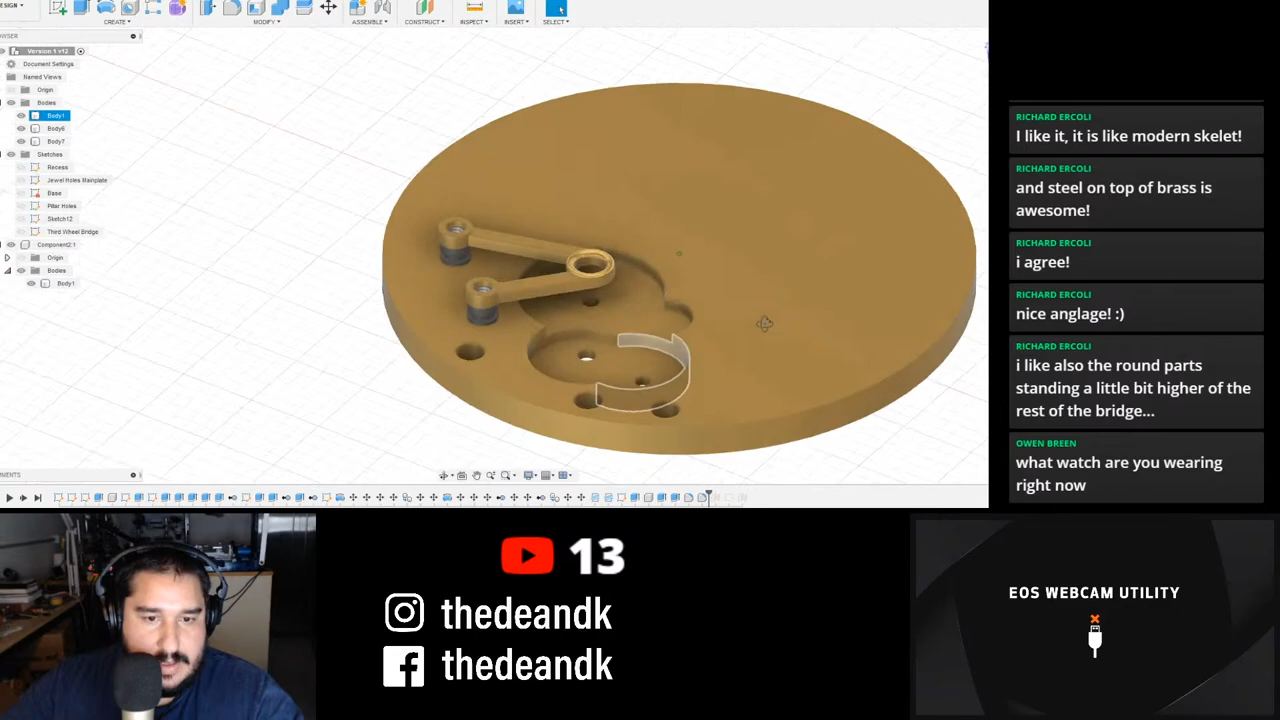 ESIGN
CREATE
MODIFY
ASSEMBLE
CONSTRUCT
INSPECT
INSERT
SELECT
OWSER
Version 1 v12
Document Settings
Named Views
Origin
Bodies
Body1
Body6
Body7
Sketches
Recess
Jewel Holes Mainplate
Base
Pillar Holes
Sketch12
Third Wheel Bridge
Component2:1
Origin
Bodies
Body1
MMENTS
RICHARD ERCOLI
I like it, it is like modern skelet!
RICHARD ERCOLI
and steel on top of brass is
awesome!
RICHARD ERCOLI
i agree!
RICHARD ERCOLI
nice anglage! :)
RICHARD ERCOLI
i like also the round parts
standing a little bit higher of the
rest of the bridge...
OWEN BREEN
what watch are you wearing
right now
13
thedeandk
thedeandk
EOS WEBCAM UTILITY